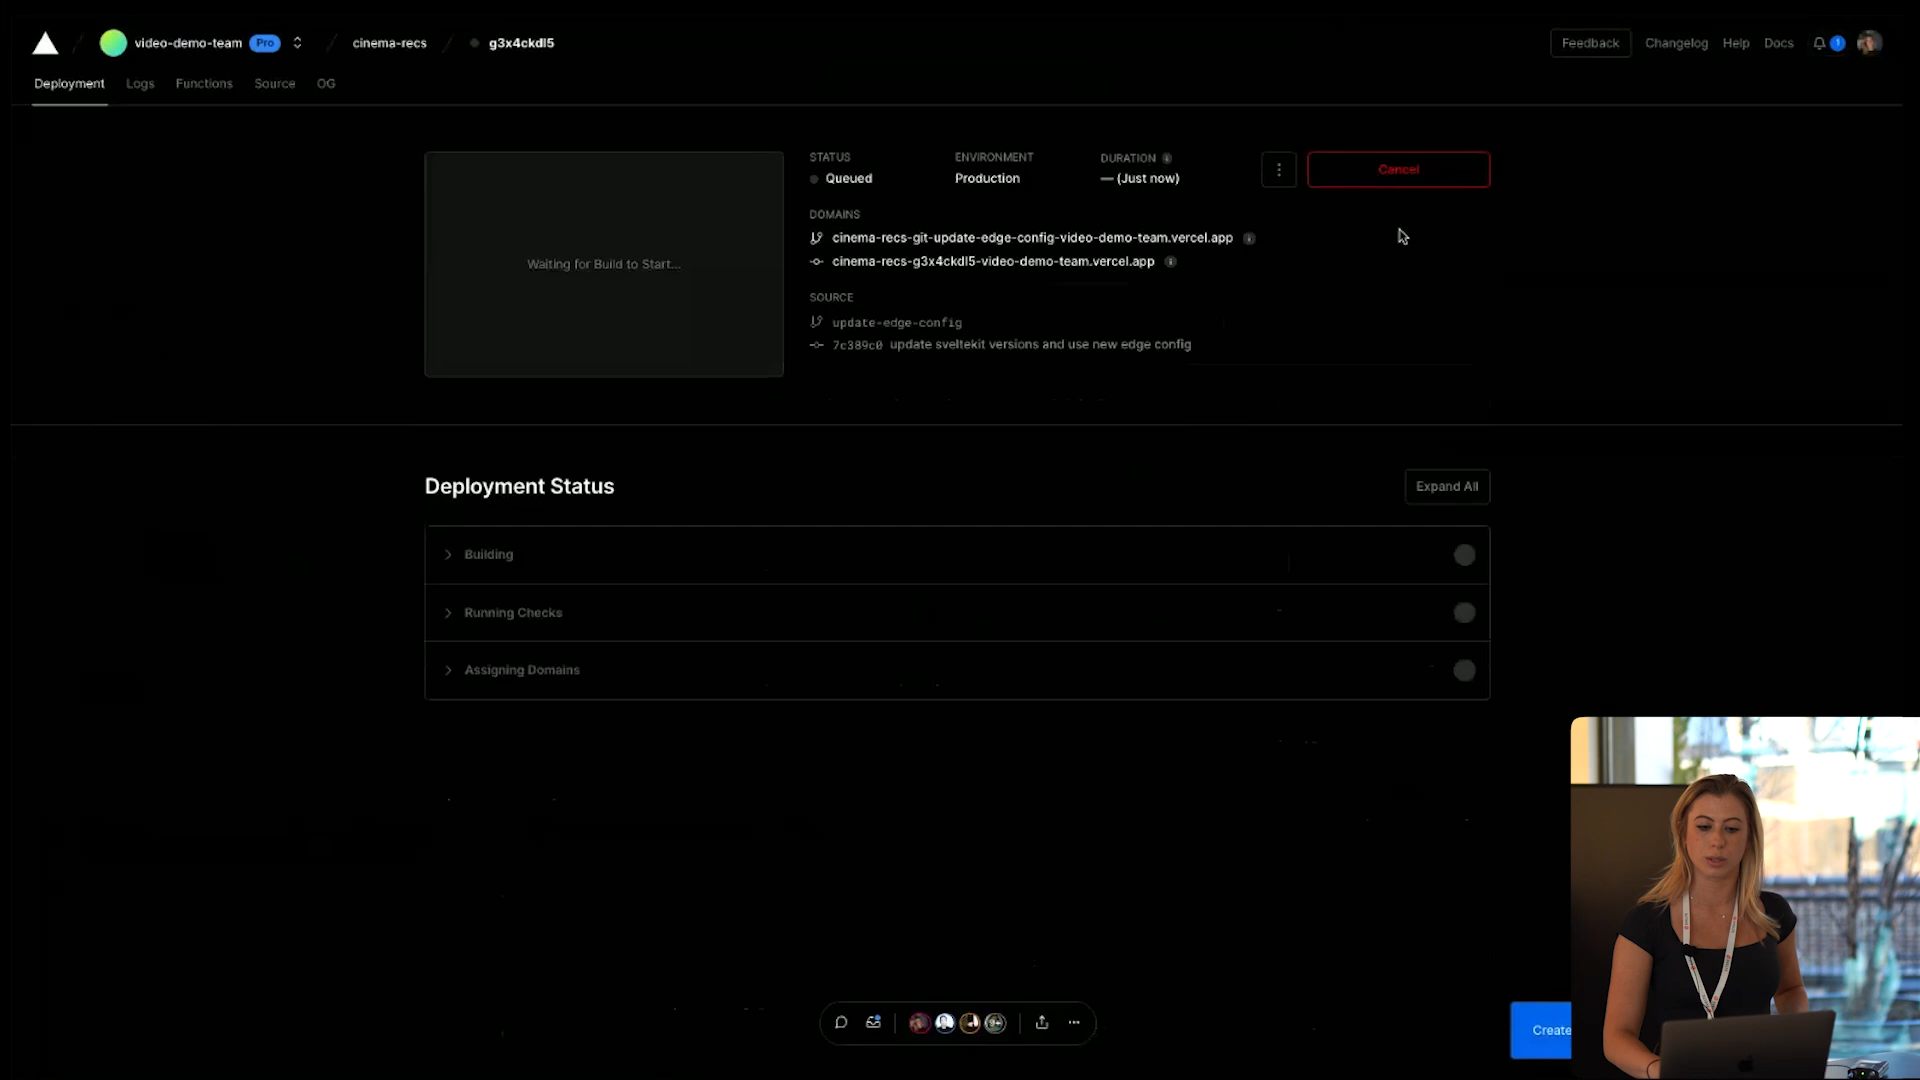 video-demo-team Pro cinema-recs g3x4ckdl5
Feedback Changelog Help Docs 1
Deployment Logs Functions Source OG
Waiting for Build to Start...
STATUS ENVIRONMENT DURATION
Queued Production — (Just now)
Cancel
DOMAINS
cinema-recs-git-update-edge-config-video-demo-team.vercel.app
cinema-recs-g3x4ckdl5-video-demo-team.vercel.app
SOURCE
update-edge-config
7c389c0 update sveltekit versions and use new edge config
Deployment Status
Expand All
Building
Running Checks
Assigning Domains
Create